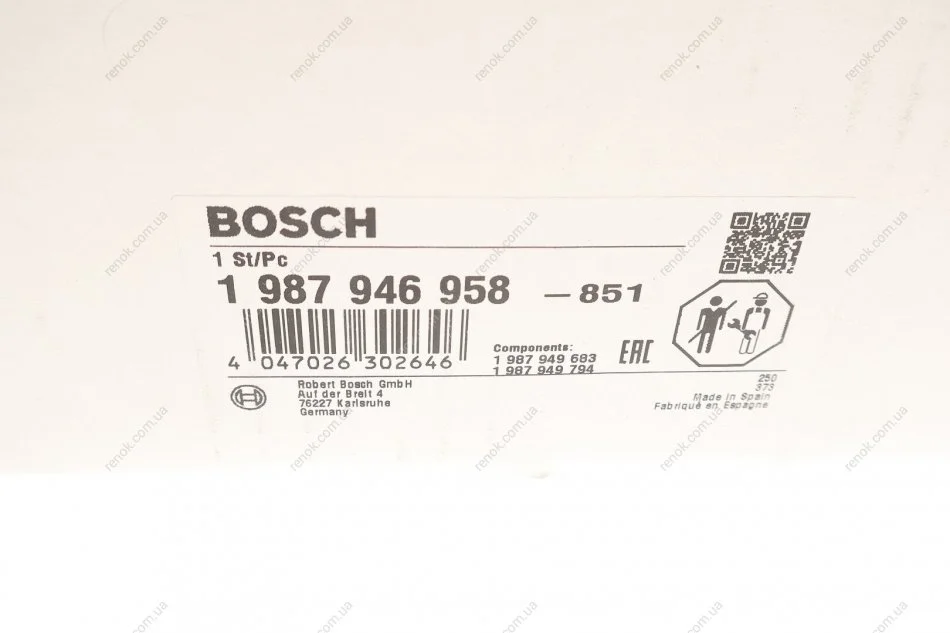 BOSCH
1 St/Pc
1 987 946 958 – 851
4 047026 302646
Components:
1 987 949 683
1 987 949 794
EAC
Robert Bosch GmbH
Auf der Breit 4
76227 Karlsruhe
Germany
250
373
Made in Spain
Fabriqué en Espagne
renok.com.ua